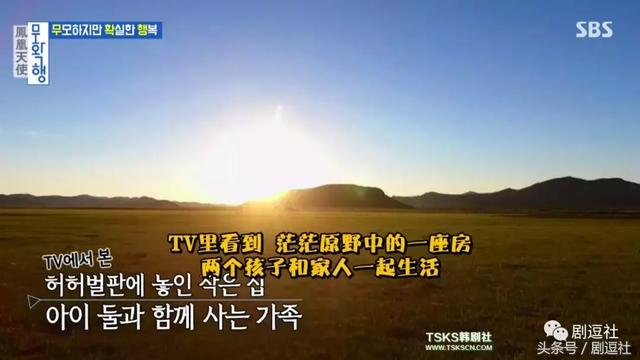 鳳凰天使
무확행
무모하지만 확실한 행복
SBS
TV里看到 茫茫原野中的一座房
两个孩子和家人一起生活
TV에서 본
허허벌판에 놓인 작은 집
아이 둘과 함께 사는 가족
TSKS韩剧社
WWW.TSKSCN.COM
剧逗社
头条号 / 剧逗社